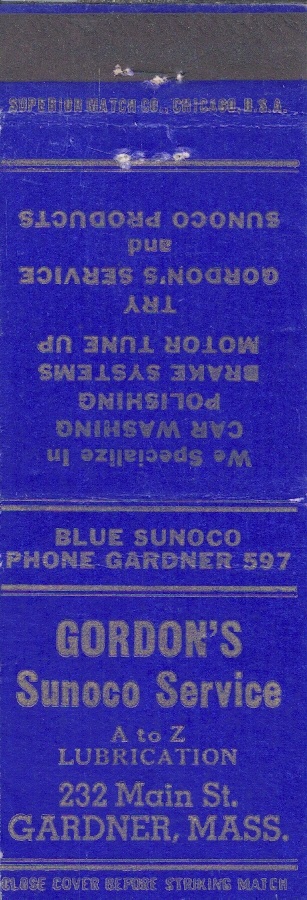 SUPERIOR MATCH CO., CHICAGO, U.S.A.
We Specialize In
CAR WASHING
POLISHING
BRAKE SYSTEMS
MOTOR TUNE UP
TRY
GORDON'S SERVICE
and
SUNOCO PRODUCTS
BLUE SUNOCO
PHONE GARDNER 597
GORDON'S
Sunoco Service
A to Z
LUBRICATION
232 Main St.
GARDNER, MASS.
CLOSE COVER BEFORE STRIKING MATCH